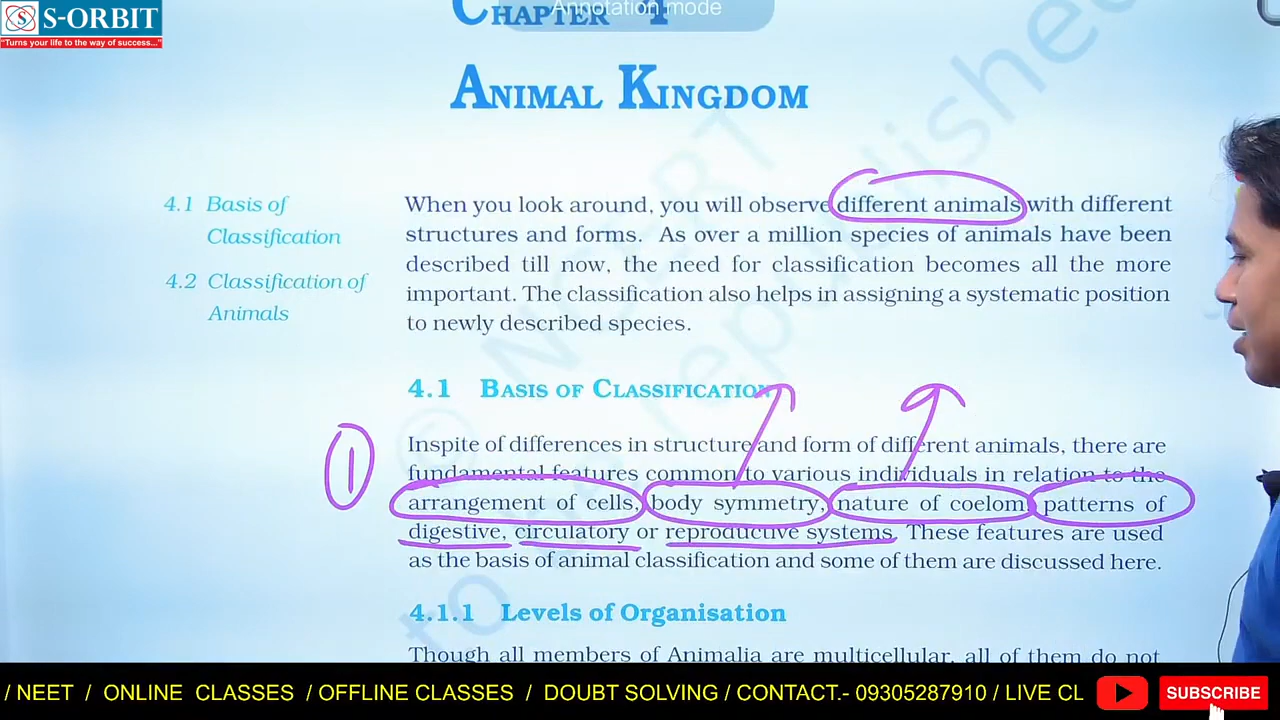 S-ORBIT
"Turns your life to the way of success..."
CHAPTER 4
Annotation mode
ANIMAL KINGDOM
4.1 Basis of
Classification
4.2 Classification of
Animals
When you look around, you will observe different animals with different
structures and forms. As over a million species of animals have been
described till now, the need for classification becomes all the more
important. The classification also helps in assigning a systematic position
to newly described species.
4.1 BASIS OF CLASSIFICATION
1
Inspite of differences in structure and form of different animals, there are
fundamental features common to various individuals in relation to the
arrangement of cells, body symmetry, nature of coelom, patterns of
digestive, circulatory or reproductive systems. These features are used
as the basis of animal classification and some of them are discussed here.
4.1.1 Levels of Organisation
Though all members of Animalia are multicellular, all of them do not
/ NEET / ONLINE CLASSES / OFFLINE CLASSES / DOUBT SOLVING / CONTACT.- 09305287910 / LIVE CL
SUBSCRIBE